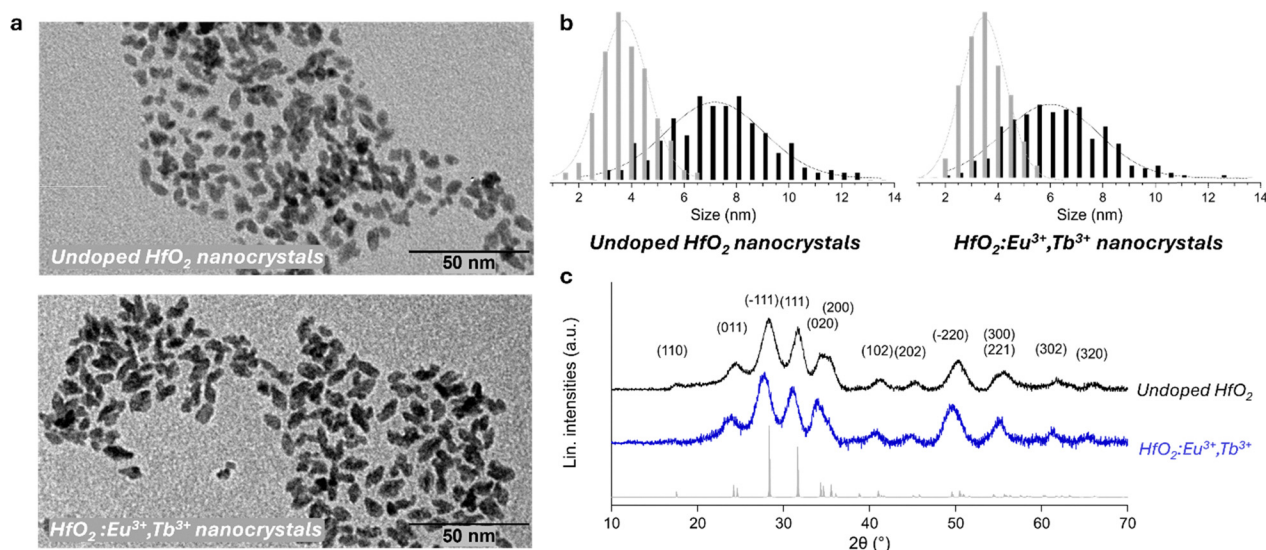 a
Undoped HfO₂ nanocrystals
50 nm
HfO₂ :Eu³⁺,Tb³⁺ nanocrystals
50 nm
b
2 4 6 8 10 12 14
Size (nm)
Undoped HfO₂ nanocrystals
2 4 6 8 10 12 14
Size (nm)
HfO₂:Eu³⁺,Tb³⁺ nanocrystals
c
Lin. intensities (a.u.)
(110)
(011)
(-111)
(111)
(020)
(200)
(102)
(202)
(-220)
(300)
(221)
(302)
(320)
Undoped HfO₂
HfO₂:Eu³⁺,Tb³⁺
10 20 30 40 50 60 70
2θ (°)